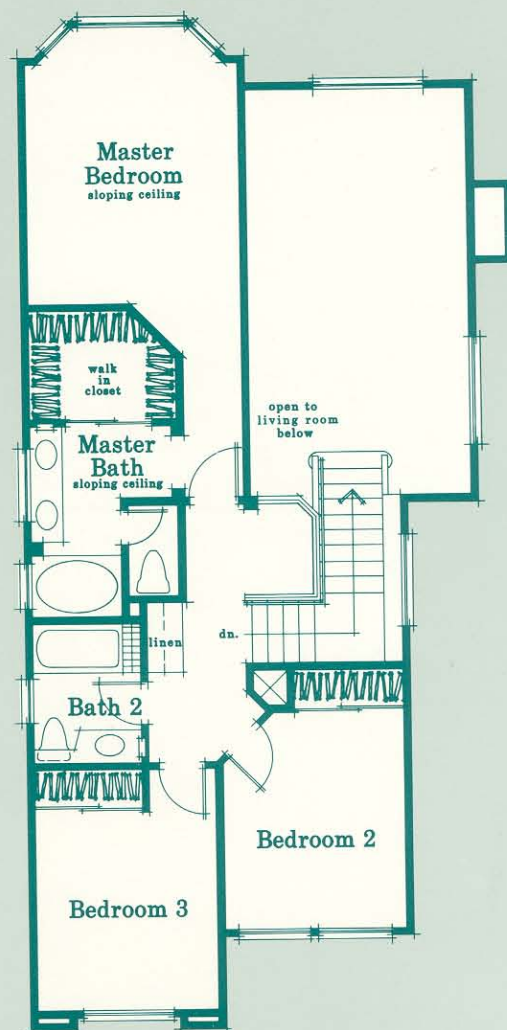 Master
Bedroom
sloping ceiling
walk
in
closet
open to
living room
below
Master
Bath
sloping ceiling
linen
dn.
Bath 2
Bedroom 2
Bedroom 3